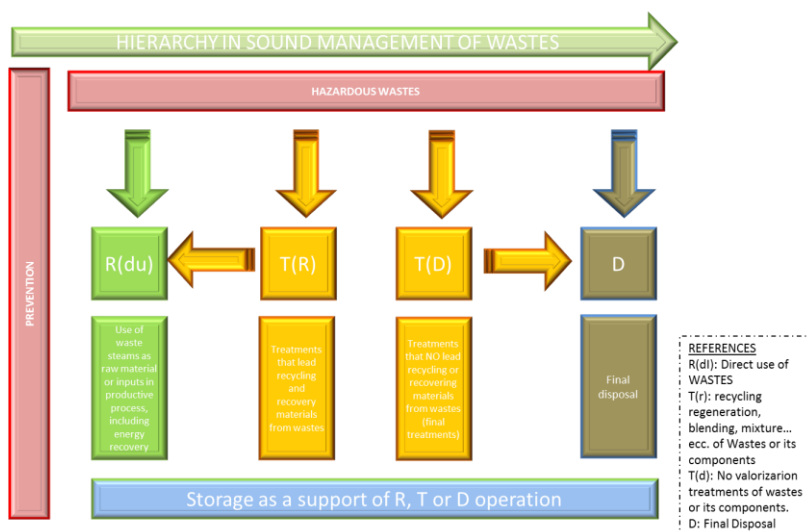 HIERARCHY IN SOUND MANAGEMENT OF WASTES
HAZARDOUS WASTES
PREVENTION
R(du)
T(R)
T(D)
D
Use of
waste
steams as
raw material
or inputs in
productive
process,
including
energy
recovery
Treatments
that lead
recycling
and
recovery
materials
from wastes
Treatments
that NO lead
recycling or
recovering
materials
from wastes
(final
treatments)
Final
disposal
Storage as a support of R, T or D operation
REFERENCES
R(dI): Direct use of
WASTES
T(r): recycling
regeneration,
blending, mixture...
ecc. of Wastes or its
components
T(d): No valorizarion
treatments of wastes
or its components.
D: Final Disposal